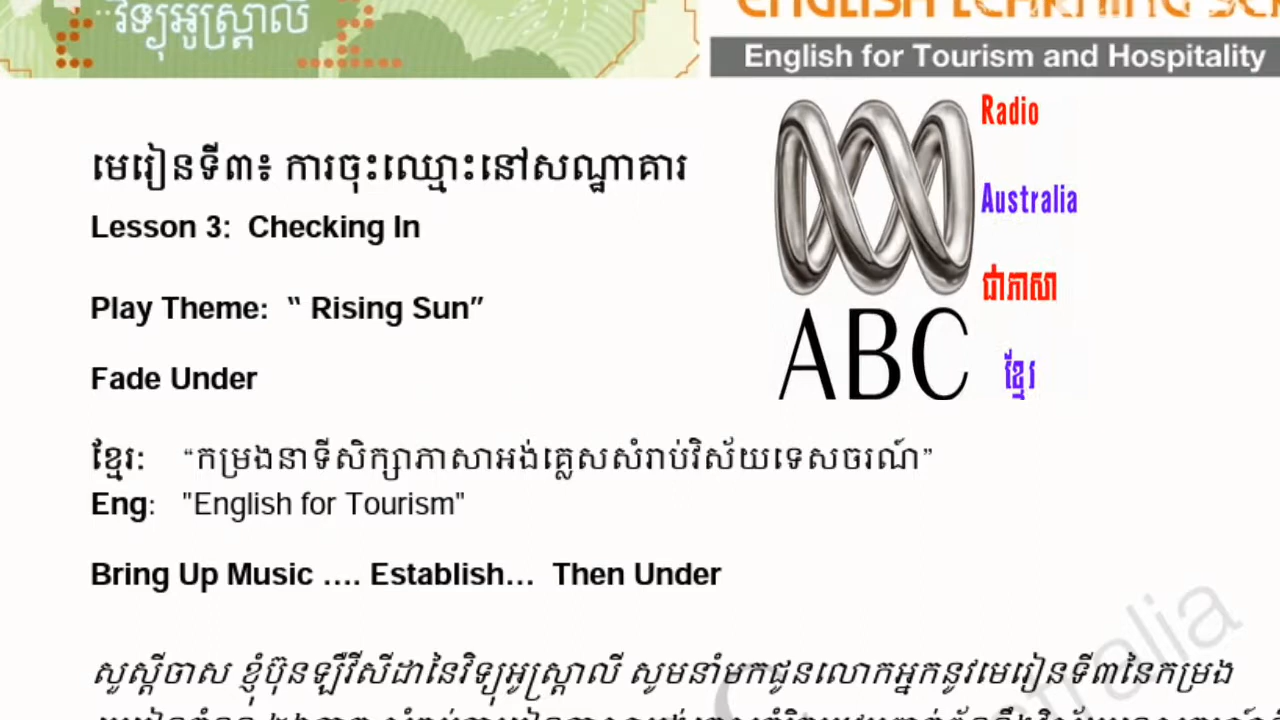 វិទ្យុអូស្ត្រាលី
English for Tourism and Hospitality
Radio
Australia
ជាភាសា
ខ្មែរ
ABC
មេរៀនទី៣៖ ការចុះឈ្មោះនៅសណ្ឋាគារ
Lesson 3: Checking In
Play Theme: “ Rising Sun”
Fade Under
ខ្មែរ: “កម្រងនាទីសិក្សាភាសាអង់គ្លេសសំរាប់វិស័យទេសចរណ៍”
Eng: "English for Tourism"
Bring Up Music …. Establish… Then Under
សួស្តីចាស ខ្ញុំប៊ុនឡឺវីសីដានៃវិទ្យុអូស្ត្រាលី សូមនាំមកជូនលោកអ្នកនូវមេរៀនទី៣នៃកម្រង